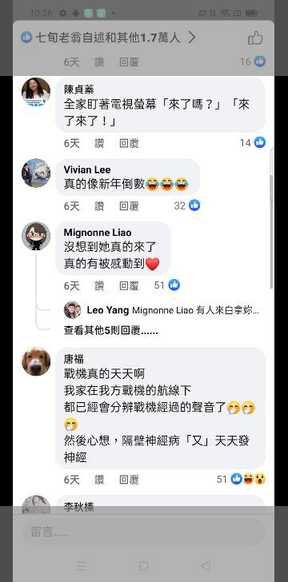 10:26
七旬老翁自述和其他1.7萬人
6天 讚 回覆 16
陳貞蓁
全家盯著電視螢幕「來了嗎？」「來
了來了！」
6天 讚 回覆 14
Vivian Lee
真的像新年倒數😂😂😂
6天 讚 回覆 32
Mignonne Liao
沒想到她真的來了
真的有被感動到❤️
6天 讚 回覆 51
Leo Yang Mignonne Liao 有人來白拿妳...
查看其他5則回覆......
唐福
戰機真的天天啊
我家在我方戰機的航線下
都已經會分辨戰機經過的聲音了🤭🤭
🤭
然後心想，隔壁神經病「又」天天發
神經
6天 讚 回覆 51
李秋榛
留言......